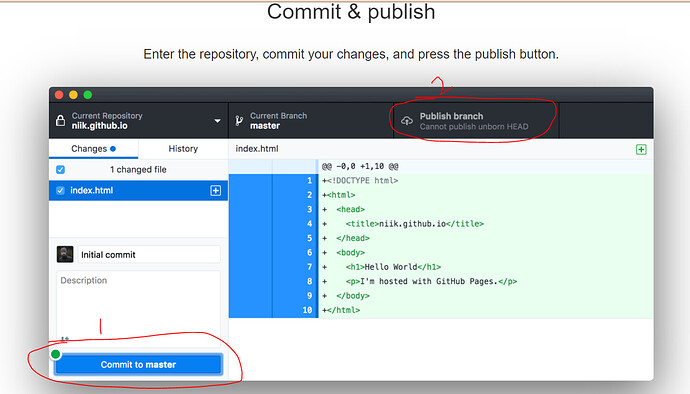 Commit & publish
Enter the repository, commit your changes, and press the publish button.
2
Current Repository
niik.github.io
Current Branch
master
Publish branch
Cannot publish unborn HEAD
Changes
History
index.html
1 changed file
@@ -0,0 +1,10 @@
index.html
1 +<!DOCTYPE html>
2 +<html>
3 + <head>
4 + <title>niik.github.io</title>
5 + </head>
6 + <body>
7 + <h1>Hello World</h1>
8 + <p>I'm hosted with GitHub Pages.</p>
9 + </body>
10 +</html>
Initial commit
Description
1
Commit to master